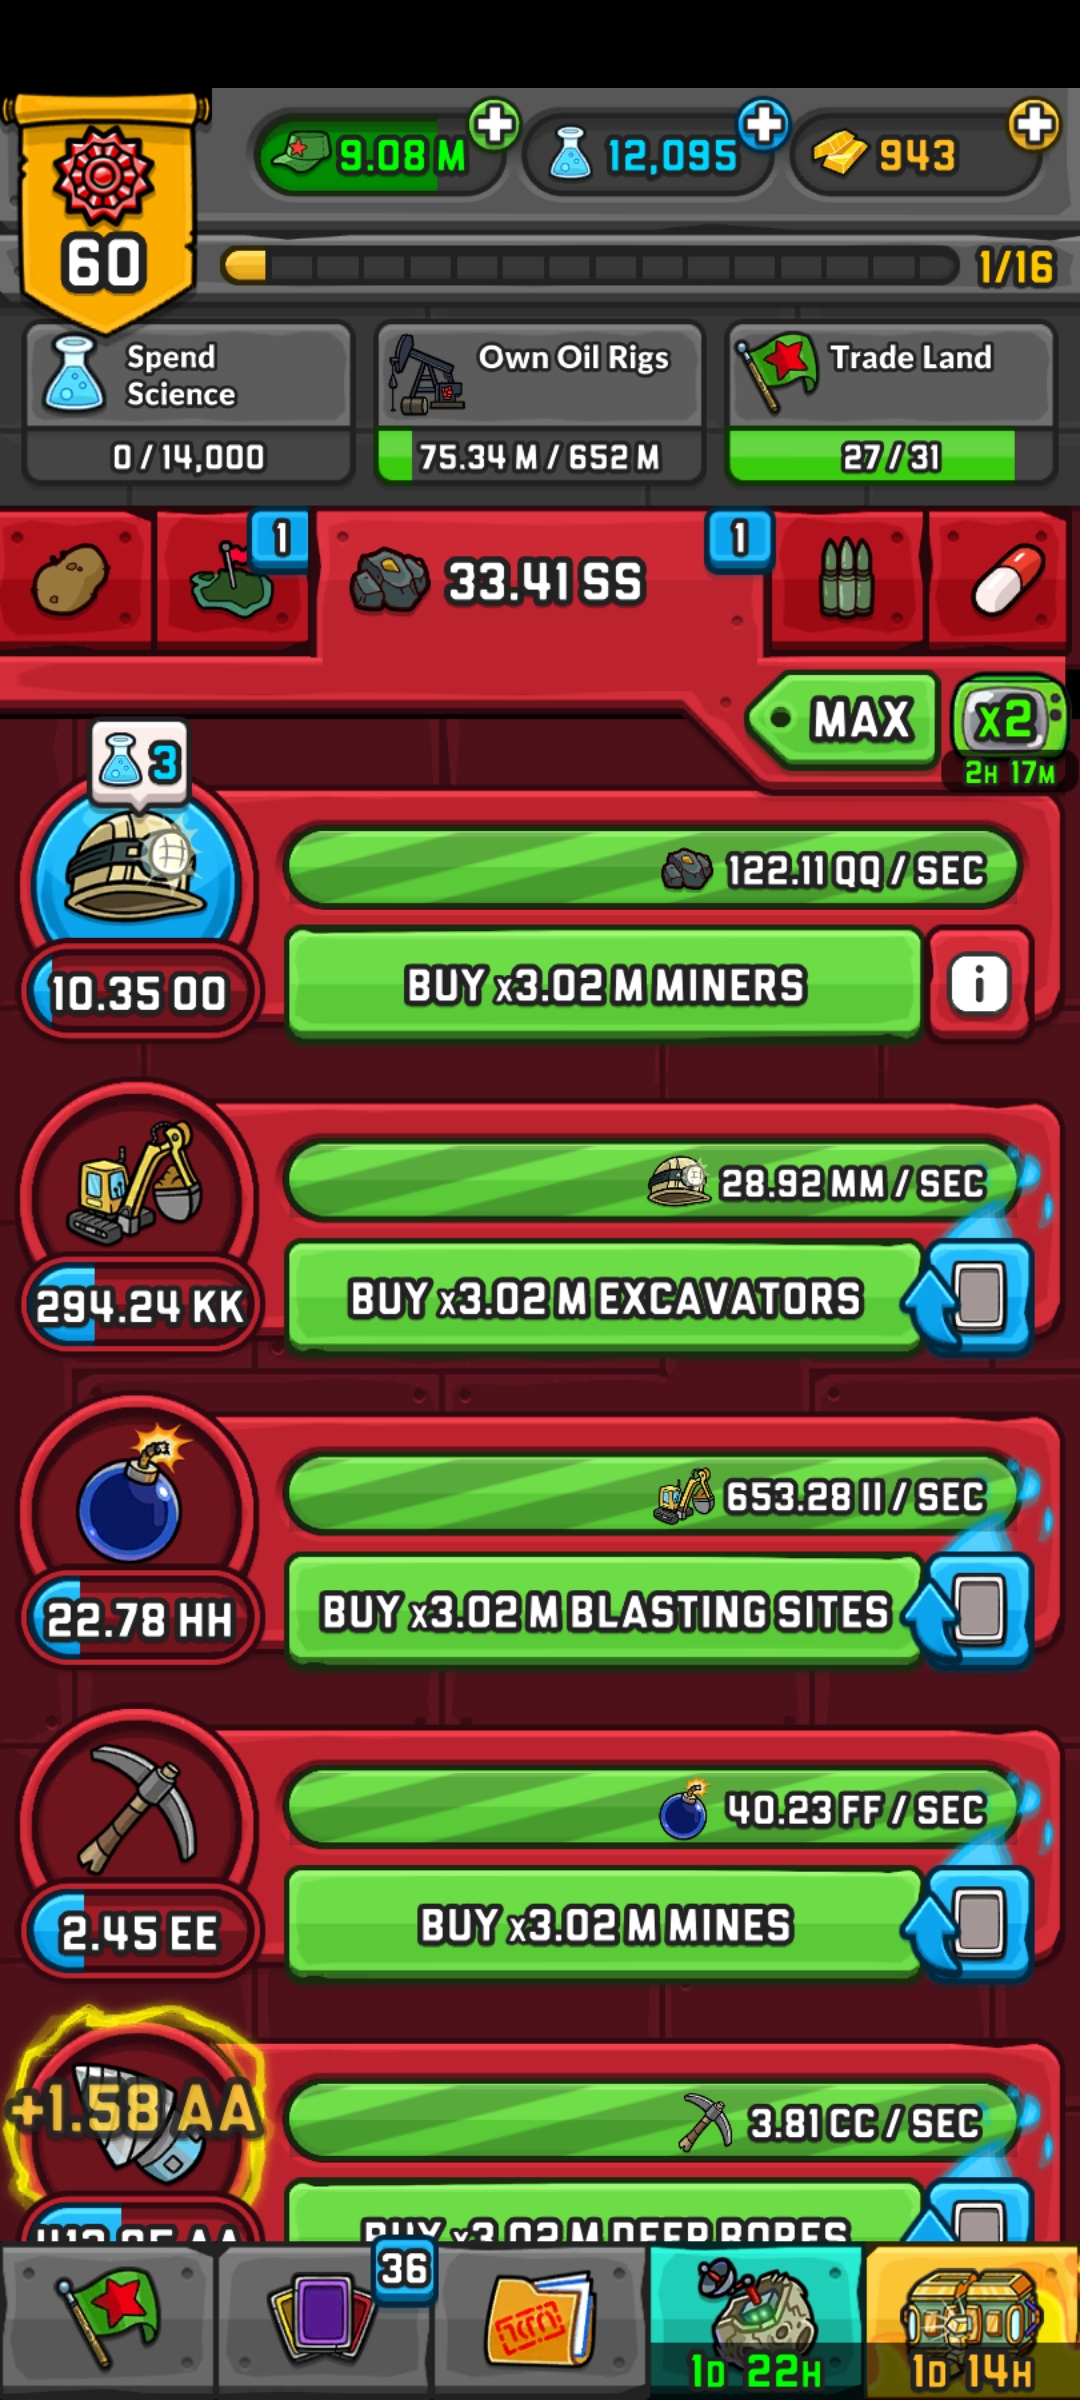 9.08 M
12,095
943
60
1/16
Spend
Science
0 / 14,000
Own Oil Rigs
75.34 M / 652 M
Trade Land
27 / 31
1
33.41 SS
1
MAX
x2
2H 17M
3
122.11 QQ / SEC
10.35 OO
BUY x3.02 M MINERS
i
28.92 MM / SEC
294.24 KK
BUY x3.02 M EXCAVATORS
653.28 II / SEC
22.78 HH
BUY x3.02 M BLASTING SITES
40.23 FF / SEC
2.45 EE
BUY x3.02 M MINES
+1.58 AA
3.81 CC / SEC
BUY x3.02 M DEEP BORES
36
1D 22H
1D 14H